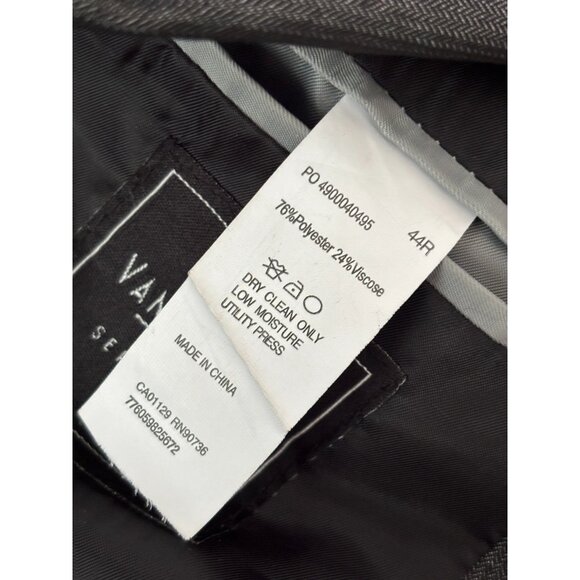 VAN
SE
PO 4900040495 44R
76%Polyester 24%Viscose
DRY CLEAN ONLY
LOW MOISTURE
UTILITY PRESS
MADE IN CHINA
CA01129 RN90736
776059825672